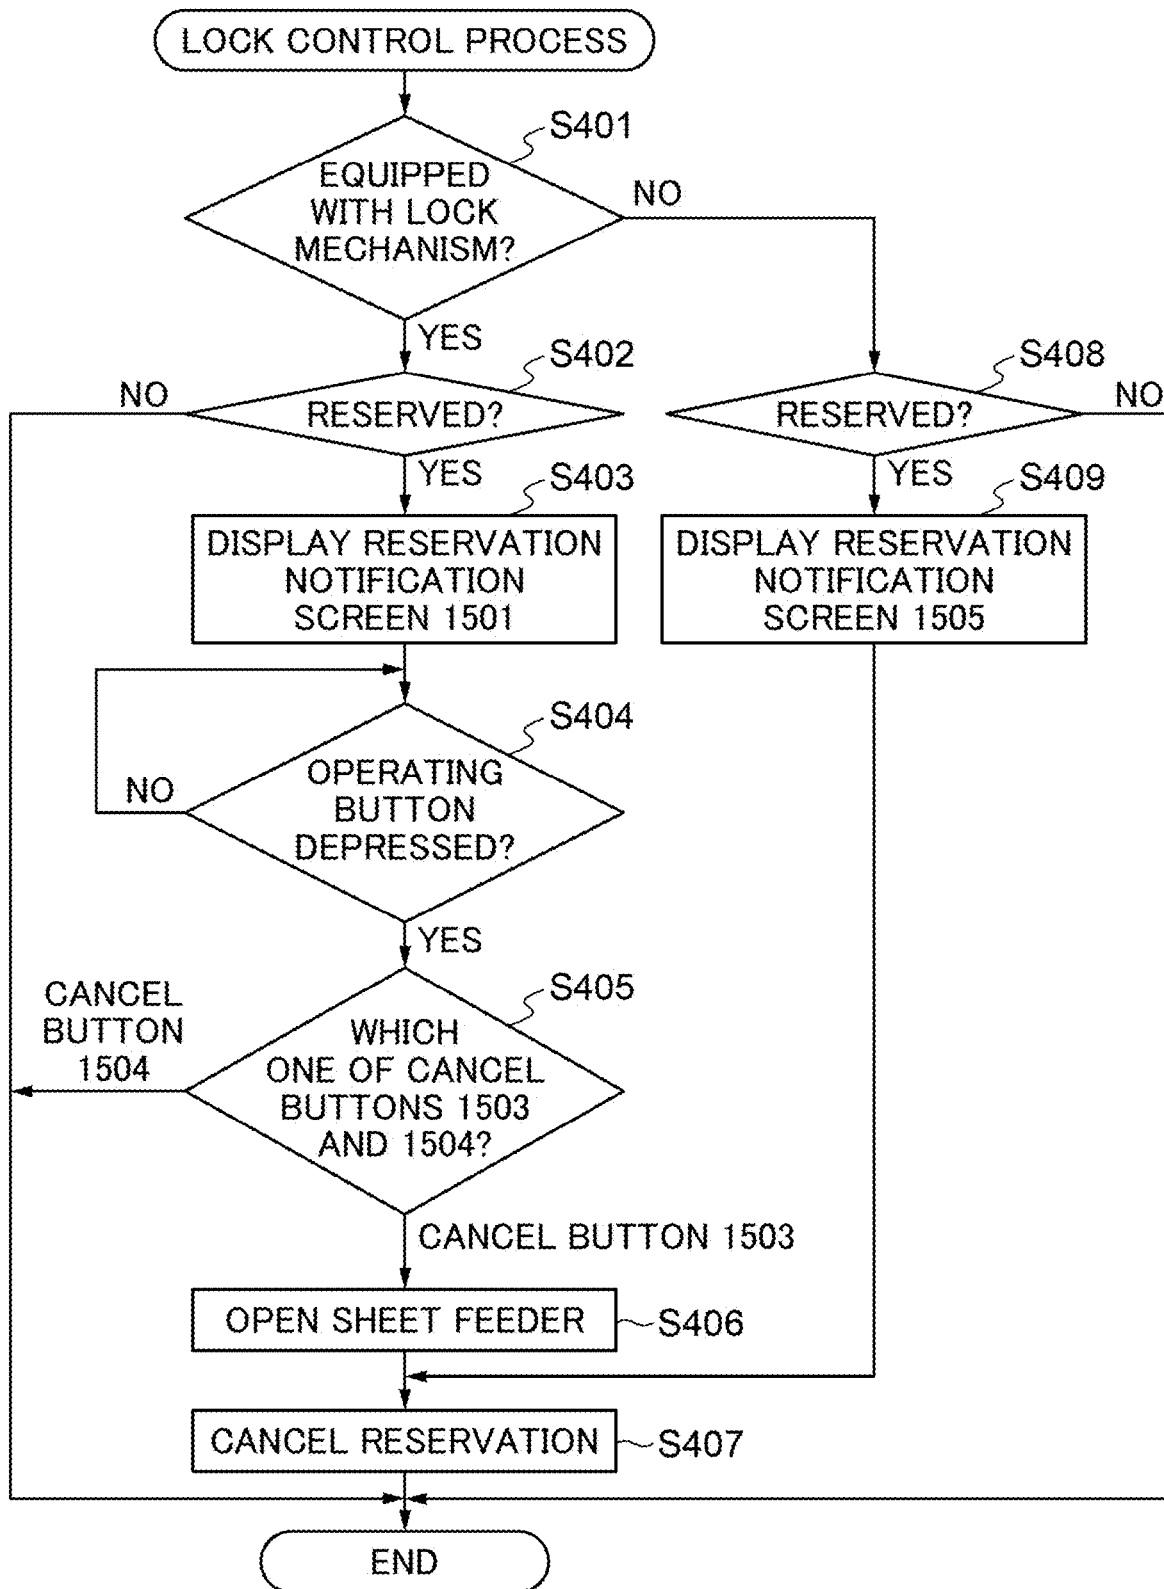 LOCK CONTROL PROCESS
S401
EQUIPPED
WITH LOCK
MECHANISM?
NO
YES
S402
S408
NO
RESERVED?
RESERVED?
NO
YES
YES
S403
S409
DISPLAY RESERVATION
NOTIFICATION
SCREEN 1501
DISPLAY RESERVATION
NOTIFICATION
SCREEN 1505
S404
OPERATING
BUTTON
DEPRESSED?
NO
YES
S405
CANCEL
BUTTON
1504
WHICH
ONE OF CANCEL
BUTTONS 1503
AND 1504?
CANCEL BUTTON 1503
OPEN SHEET FEEDER
S406
CANCEL RESERVATION
S407
END